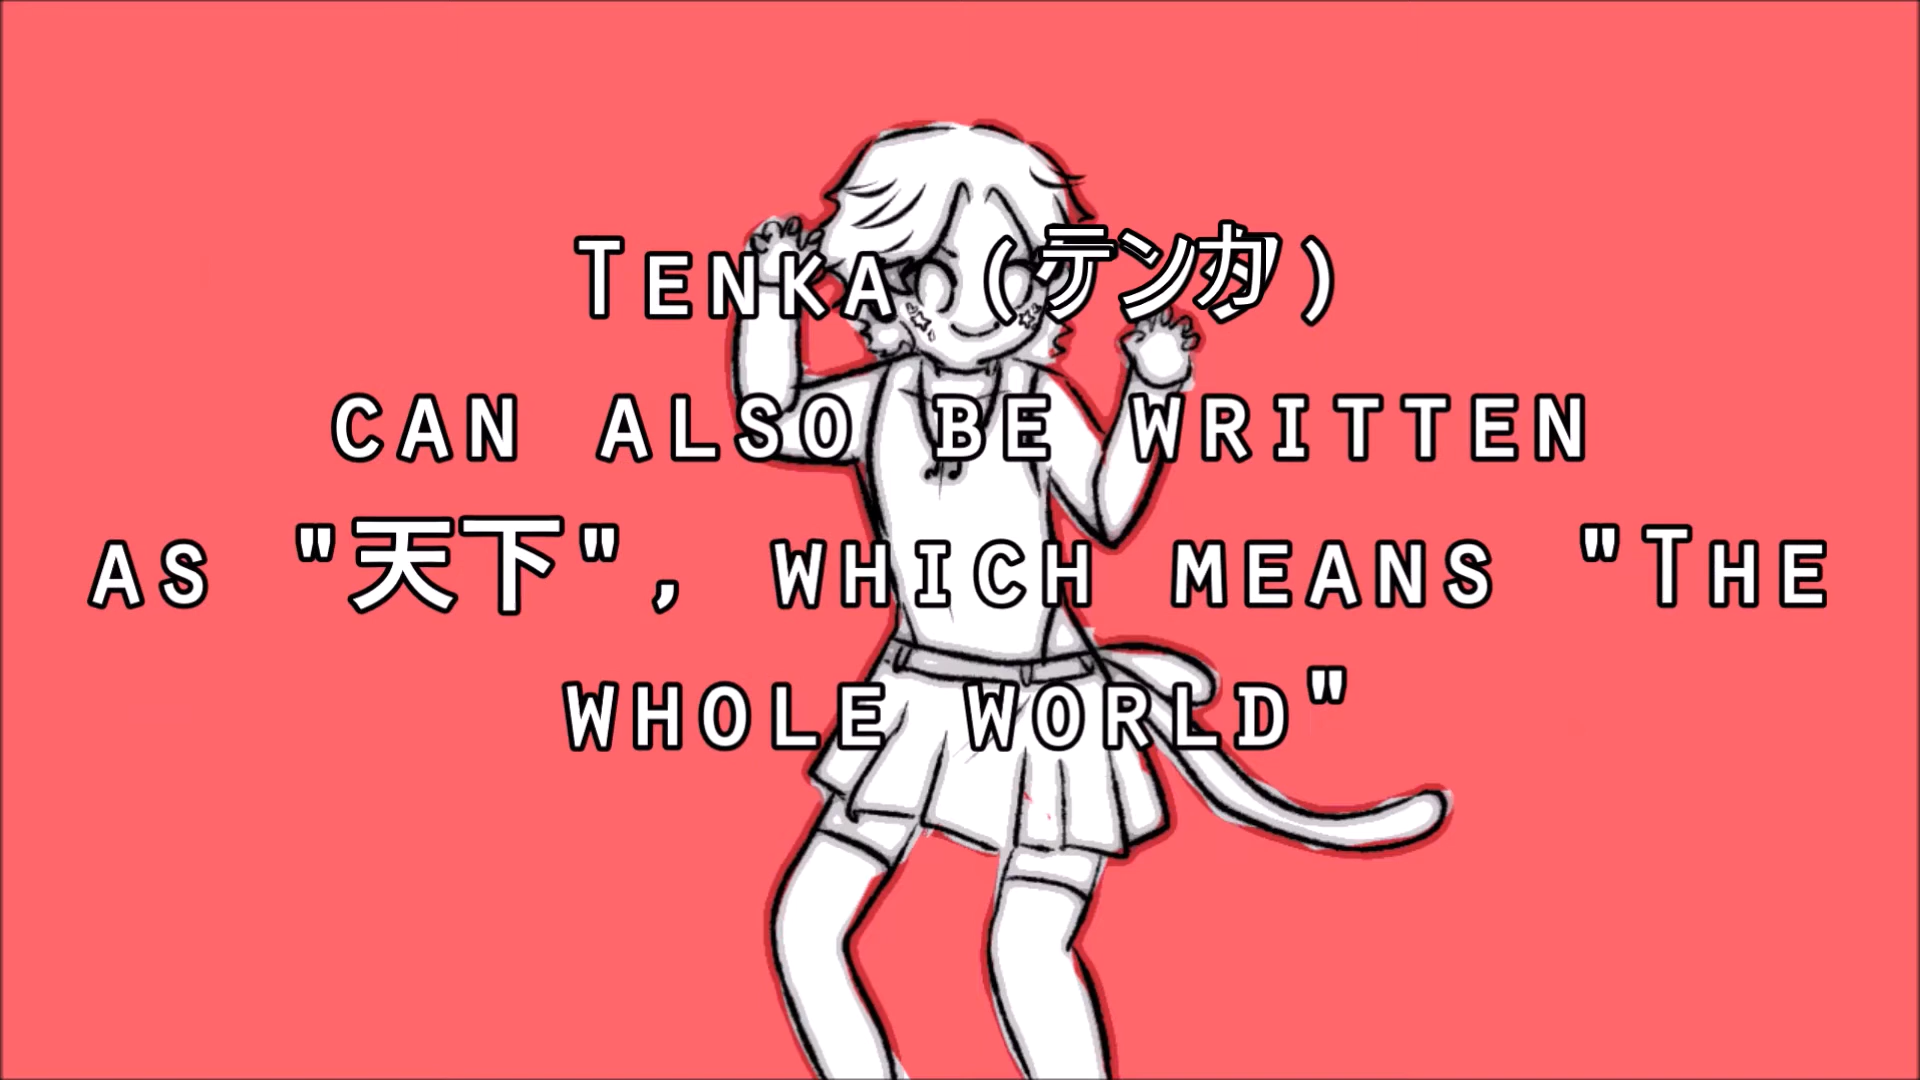 Tenka (テンカ)
can also be written
as "天下", which means "The
whole world"